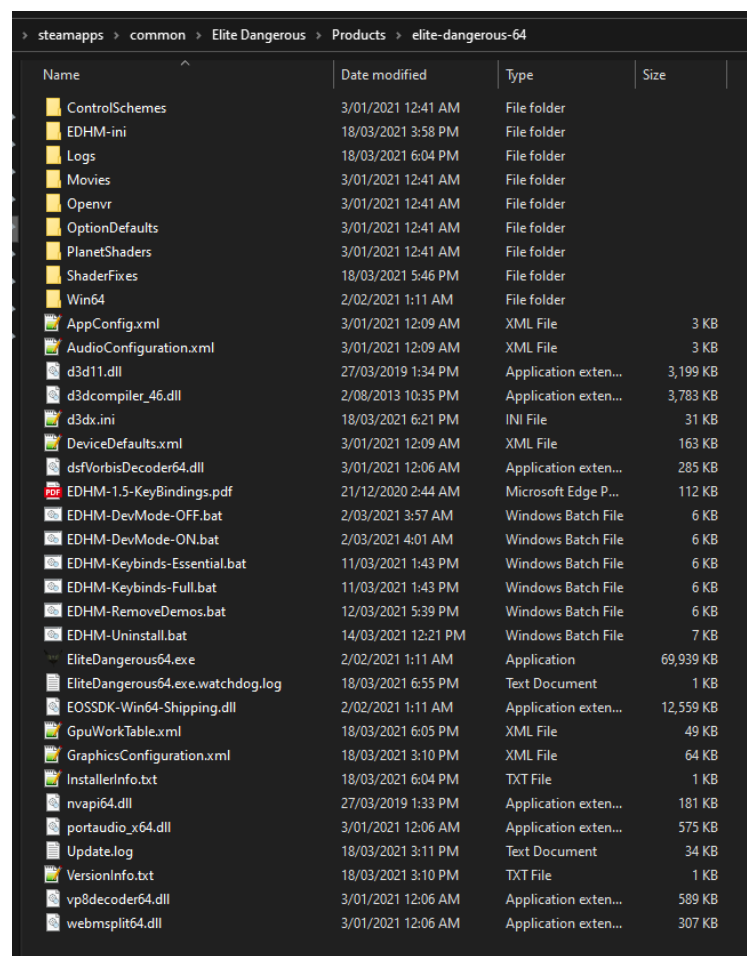 steamapps > common > Elite Dangerous > Products > elite-dangerous-64
Name Date modified Type Size
ControlSchemes 3/01/2021 12:41 AM File folder
EDHM-ini 18/03/2021 3:58 PM File folder
Logs 18/03/2021 6:04 PM File folder
Movies 3/01/2021 12:41 AM File folder
Openvr 3/01/2021 12:41 AM File folder
OptionDefaults 3/01/2021 12:41 AM File folder
PlanetShaders 3/01/2021 12:41 AM File folder
ShaderFixes 18/03/2021 5:46 PM File folder
Win64 2/02/2021 1:11 AM File folder
AppConfig.xml 3/01/2021 12:09 AM XML File 3 KB
AudioConfiguration.xml 3/01/2021 12:09 AM XML File 3 KB
d3d11.dll 27/03/2019 1:34 PM Application exten... 3,199 KB
d3dcompiler_46.dll 2/08/2013 10:35 PM Application exten... 3,783 KB
d3dx.ini 18/03/2021 6:21 PM INI File 31 KB
DeviceDefaults.xml 3/01/2021 12:09 AM XML File 163 KB
dsfVorbisDecoder64.dll 3/01/2021 12:06 AM Application exten... 285 KB
PDF EDHM-1.5-KeyBindings.pdf 21/12/2020 2:44 AM Microsoft Edge P... 112 KB
EDHM-DevMode-OFF.bat 2/03/2021 3:57 AM Windows Batch File 6 KB
EDHM-DevMode-ON.bat 2/03/2021 4:01 AM Windows Batch File 6 KB
EDHM-Keybinds-Essential.bat 11/03/2021 1:43 PM Windows Batch File 6 KB
EDHM-Keybinds-Full.bat 11/03/2021 1:43 PM Windows Batch File 6 KB
EDHM-RemoveDemos.bat 12/03/2021 5:39 PM Windows Batch File 6 KB
EDHM-Uninstall.bat 14/03/2021 12:21 PM Windows Batch File 7 KB
EliteDangerous64.exe 2/02/2021 1:11 AM Application 69,939 KB
EliteDangerous64.exe.watchdog.log 18/03/2021 6:55 PM Text Document 1 KB
EOSSDK-Win64-Shipping.dll 2/02/2021 1:11 AM Application exten... 12,559 KB
GpuWorkTable.xml 18/03/2021 6:05 PM XML File 49 KB
GraphicsConfiguration.xml 18/03/2021 3:10 PM XML File 64 KB
InstallerInfo.txt 18/03/2021 6:04 PM TXT File 1 KB
nvapi64.dll 27/03/2019 1:33 PM Application exten... 181 KB
portaudio_x64.dll 3/01/2021 12:06 AM Application exten... 575 KB
Update.log 18/03/2021 3:11 PM Text Document 34 KB
VersionInfo.txt 18/03/2021 3:10 PM TXT File 1 KB
vp8decoder64.dll 3/01/2021 12:06 AM Application exten... 589 KB
webmsplit64.dll 3/01/2021 12:06 AM Application exten... 307 KB